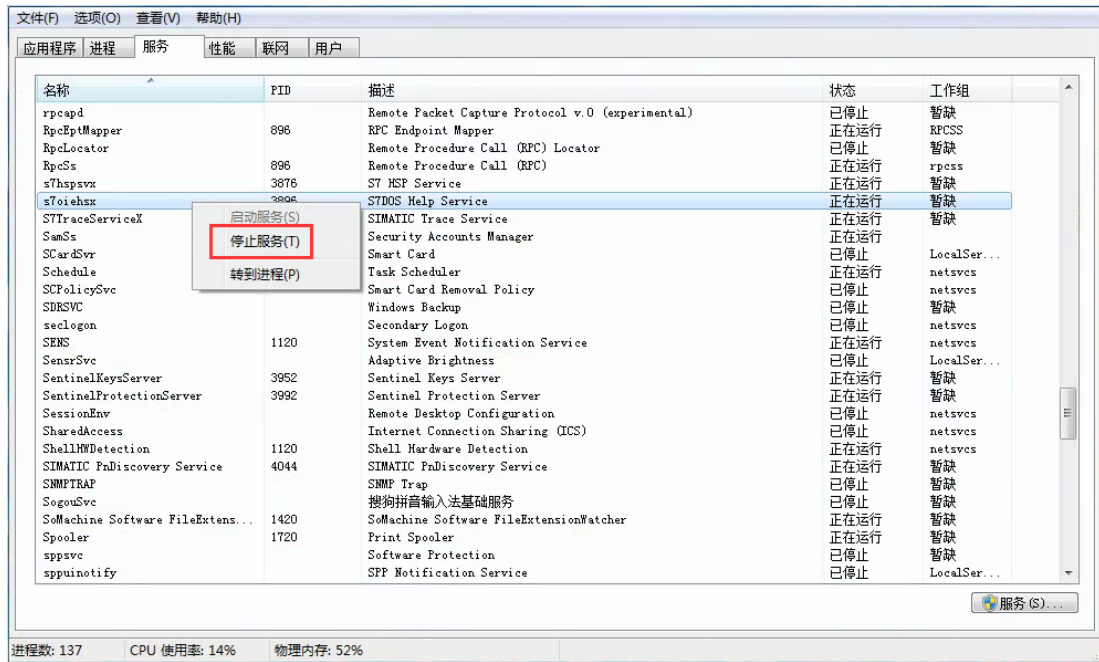 文件(F) 选项(O) 查看(V) 帮助(H)
应用程序 进程 服务 性能 联网 用户
名称 PID 描述 状态 工作组
rpcapd Remote Packet Capture Protocol v.0 (experimental) 已停止 暂缺
RpcEptMapper 896 RPC Endpoint Mapper 正在运行 RPCSS
RpcLocator Remote Procedure Call (RPC) Locator 已停止 暂缺
RpcSs 896 Remote Procedure Call (RPC) 正在运行 rpcss
s7hspsvx 3876 S7 HSP Service 正在运行 暂缺
s7oiehsx 3896 S7DOS Help Service 正在运行 暂缺
S7TraceServiceX 启动服务(S) SIMATIC Trace Service 正在运行 暂缺
SamSs 停止服务(T) Security Accounts Manager 正在运行
SCardSvr Smart Card 已停止 LocalSer...
Schedule 转到进程(P) Task Scheduler 正在运行 netsvcs
SCPolicySvc Smart Card Removal Policy 已停止 netsvcs
SDRSVC Windows Backup 已停止 暂缺
seclogon Secondary Logon 已停止 netsvcs
SENS 1120 System Event Notification Service 正在运行 netsvcs
SensrSvc Adaptive Brightness 已停止 LocalSer...
SentinelKeysServer 3952 Sentinel Keys Server 正在运行 暂缺
SentinelProtectionServer 3992 Sentinel Protection Server 正在运行 暂缺
SessionEnv Remote Desktop Configuration 已停止 netsvcs
SharedAccess Internet Connection Sharing (ICS) 已停止 netsvcs
ShellHWDetection 1120 Shell Hardware Detection 正在运行 netsvcs
SIMATIC PnDiscovery Service 4044 SIMATIC PnDiscovery Service 正在运行 暂缺
SNMPTRAP SNMP Trap 已停止 暂缺
SogouSvc 搜狗拼音输入法基础服务 已停止 暂缺
SoMachine Software FileExtens... 1420 SoMachine Software FileExtensionWatcher 正在运行 暂缺
Spooler 1720 Print Spooler 正在运行 暂缺
sppsvc Software Protection 已停止 暂缺
sppuinotify SPP Notification Service 已停止 LocalSer...
服务(S)...
进程数: 137 CPU 使用率: 14% 物理内存: 52%